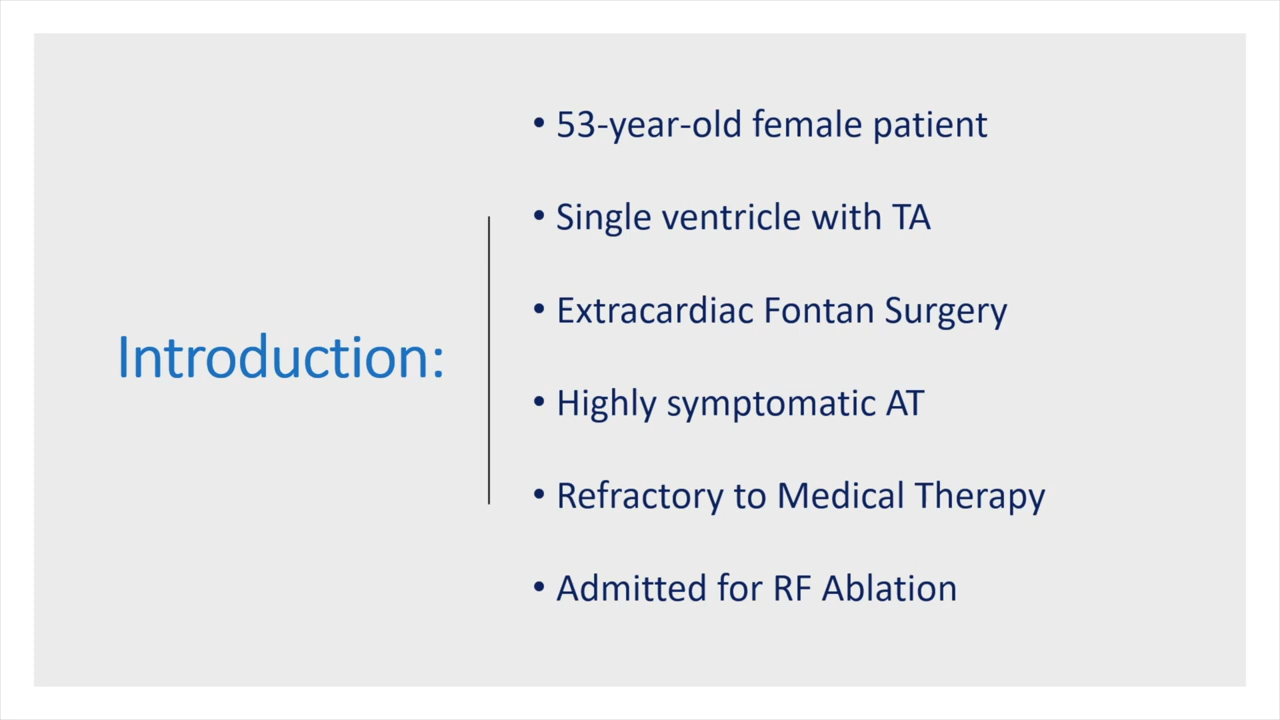 Introduction:
• 53-year-old female patient
• Single ventricle with TA
• Extracardiac Fontan Surgery
• Highly symptomatic AT
• Refractory to Medical Therapy
• Admitted for RF Ablation